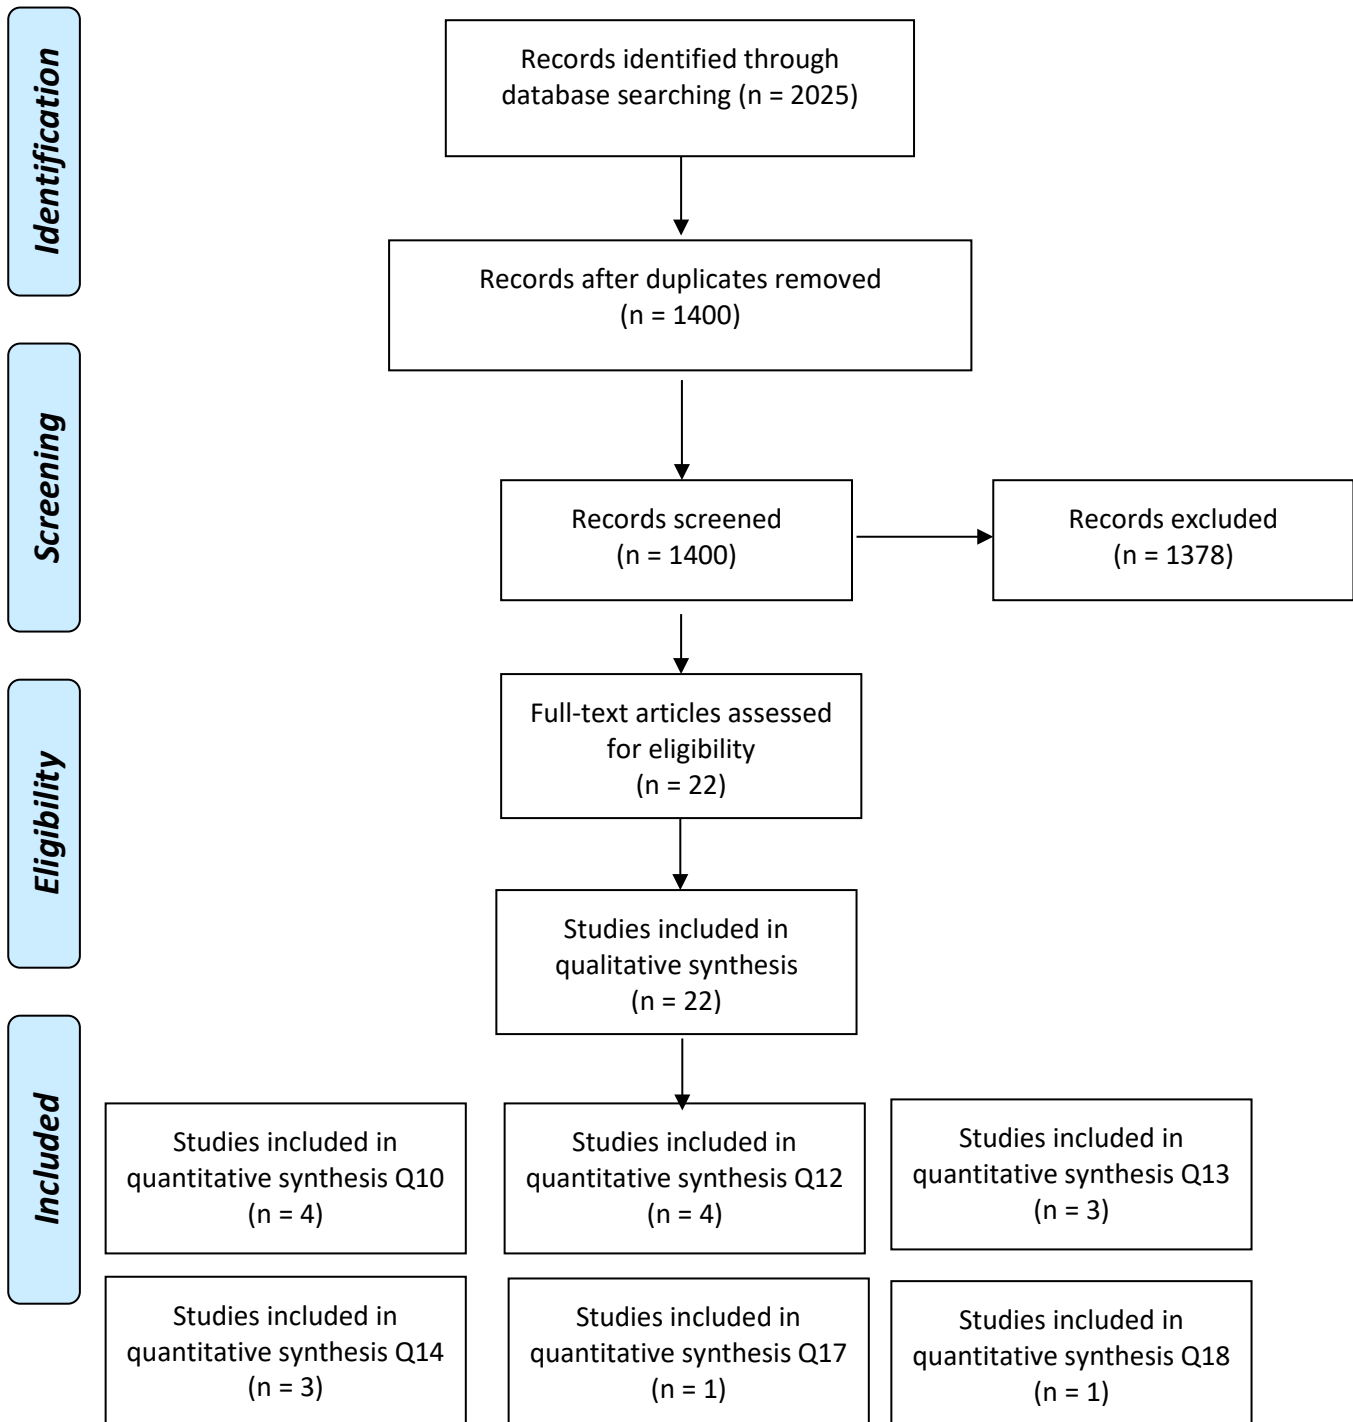 Identification
Records identified through
database searching (n = 2025)
Records after duplicates removed
(n = 1400)
Screening
Records screened
(n = 1400)
Records excluded
(n = 1378)
Eligibility
Full-text articles assessed
for eligibility
(n = 22)
Studies included in
qualitative synthesis
(n = 22)
Included
Studies included in
quantitative synthesis Q10
(n = 4)
Studies included in
quantitative synthesis Q12
(n = 4)
Studies included in
quantitative synthesis Q13
(n = 3)
Studies included in
quantitative synthesis Q14
(n = 3)
Studies included in
quantitative synthesis Q17
(n = 1)
Studies included in
quantitative synthesis Q18
(n = 1)